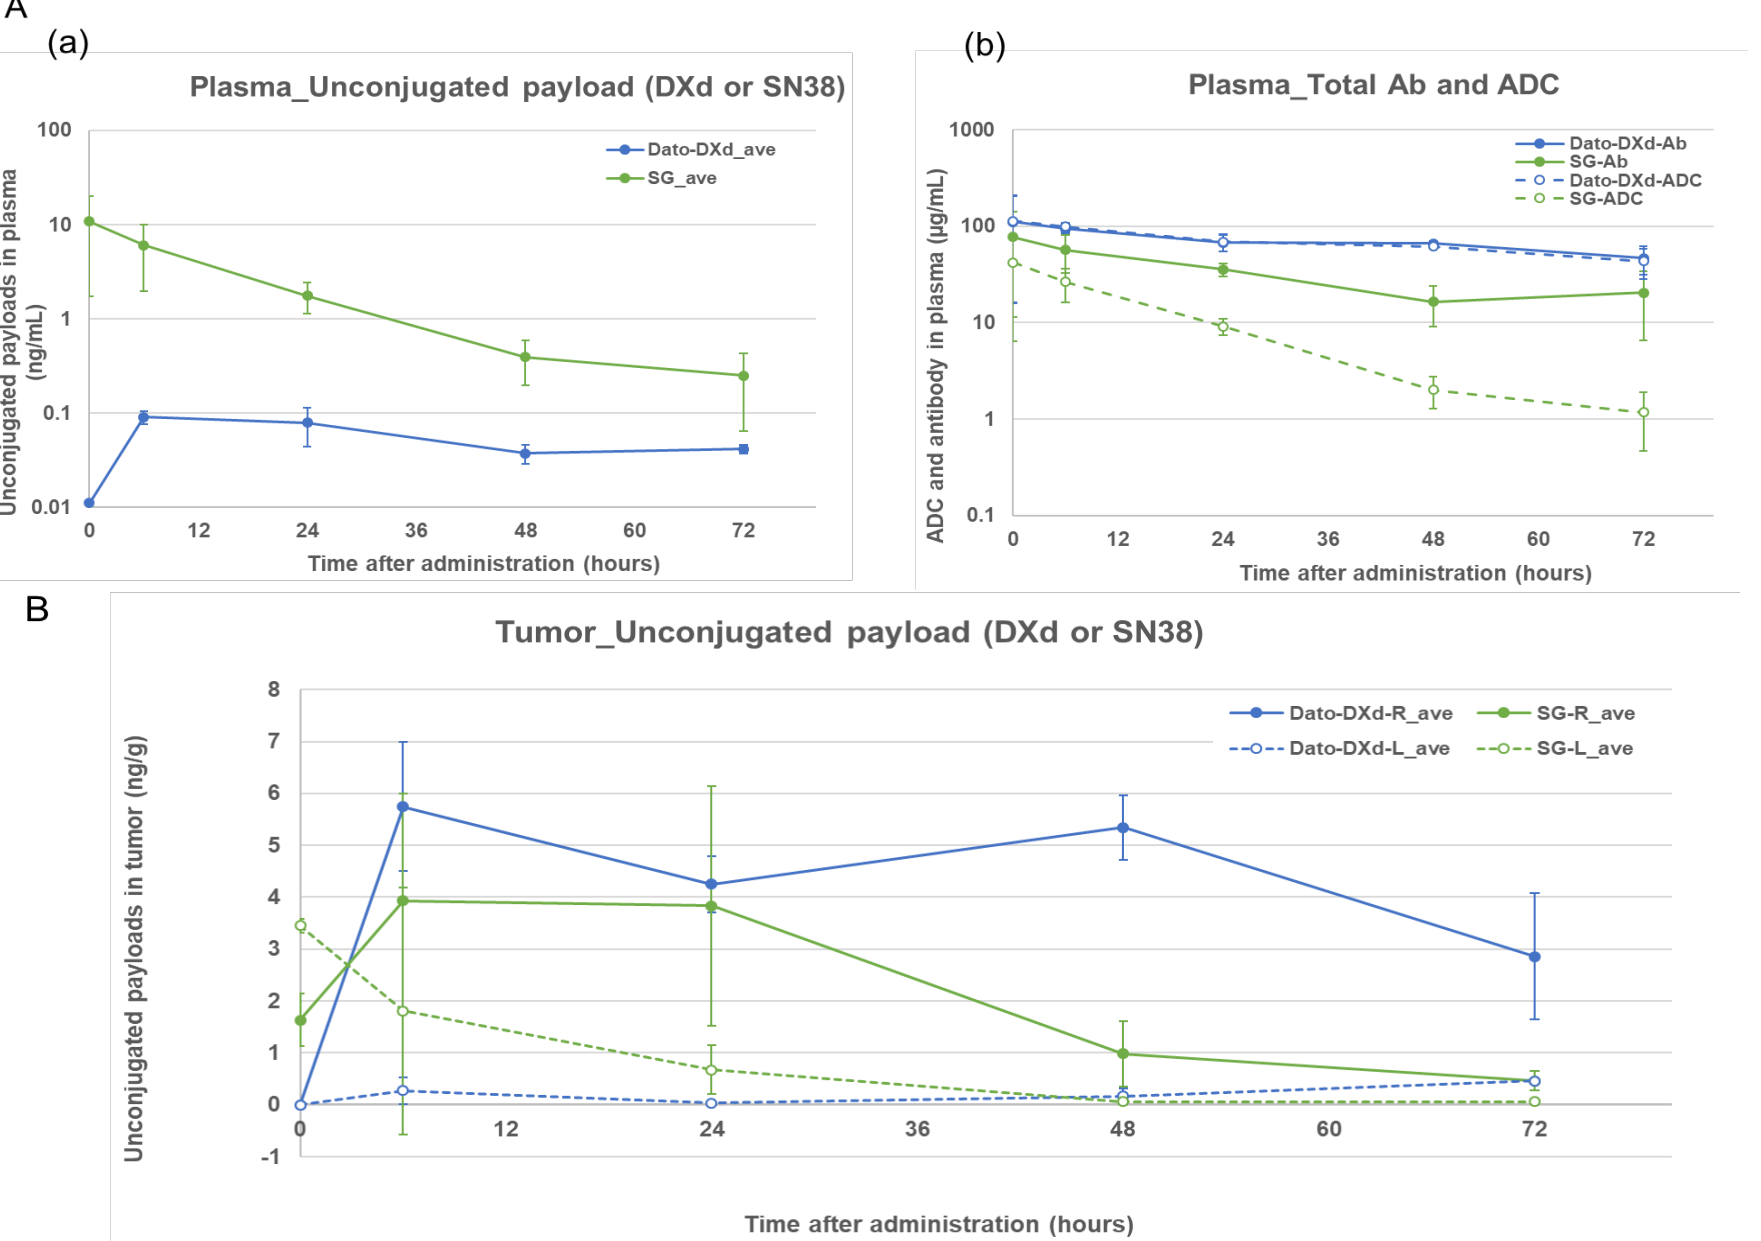 A
(a)
Plasma_Unconjugated payload (DXd or SN38)
Unconjugated payloads in plasma
(ng/mL)
100
10
1
0.1
0.01
Dato-DXd_ave
SG_ave
0 12 24 36 48 60 72
Time after administration (hours)
(b)
Plasma_Total Ab and ADC
ADC and antibody in plasma (µg/mL)
1000
100
10
1
0.1
Dato-DXd-Ab
SG-Ab
Dato-DXd-ADC
SG-ADC
0 12 24 36 48 60 72
Time after administration (hours)
B
Tumor_Unconjugated payload (DXd or SN38)
Unconjugated payloads in tumor (ng/g)
8
7
6
5
4
3
2
1
0
-1
Dato-DXd-R_ave SG-R_ave
Dato-DXd-L_ave SG-L_ave
0 12 24 36 48 60 72
Time after administration (hours)